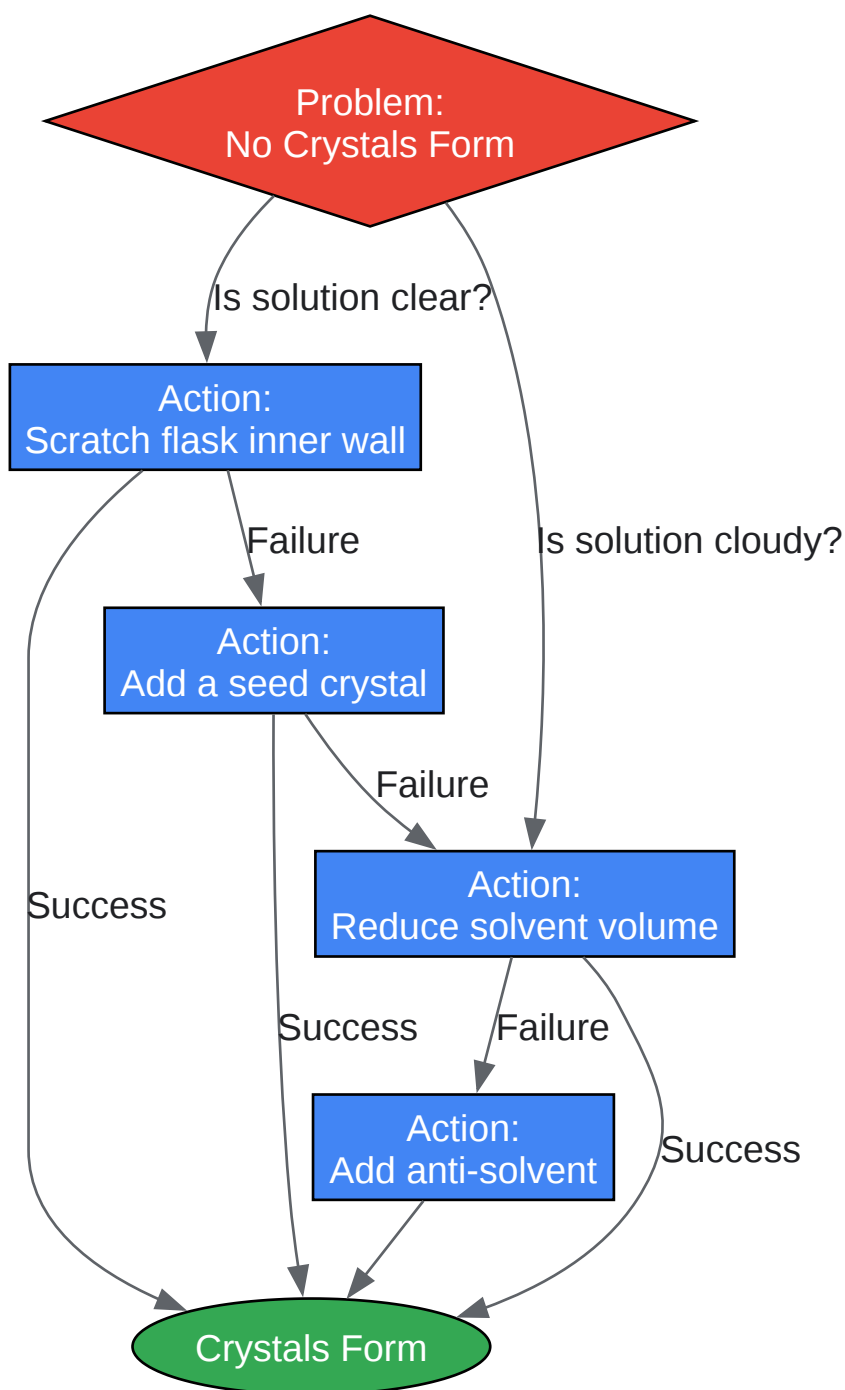 Problem:
No Crystals Form
Is solution clear?
Action:
Scratch flask inner wall
Failure
Is solution cloudy?
Action:
Add a seed crystal
Failure
Action:
Reduce solvent volume
Success
Success
Failure
Action:
Add anti-solvent
Success
Crystals Form